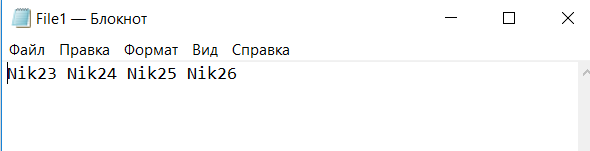 File1 — Блокнот
Файл Правка Формат Вид Справка
Nik23 Nik24 Nik25 Nik26